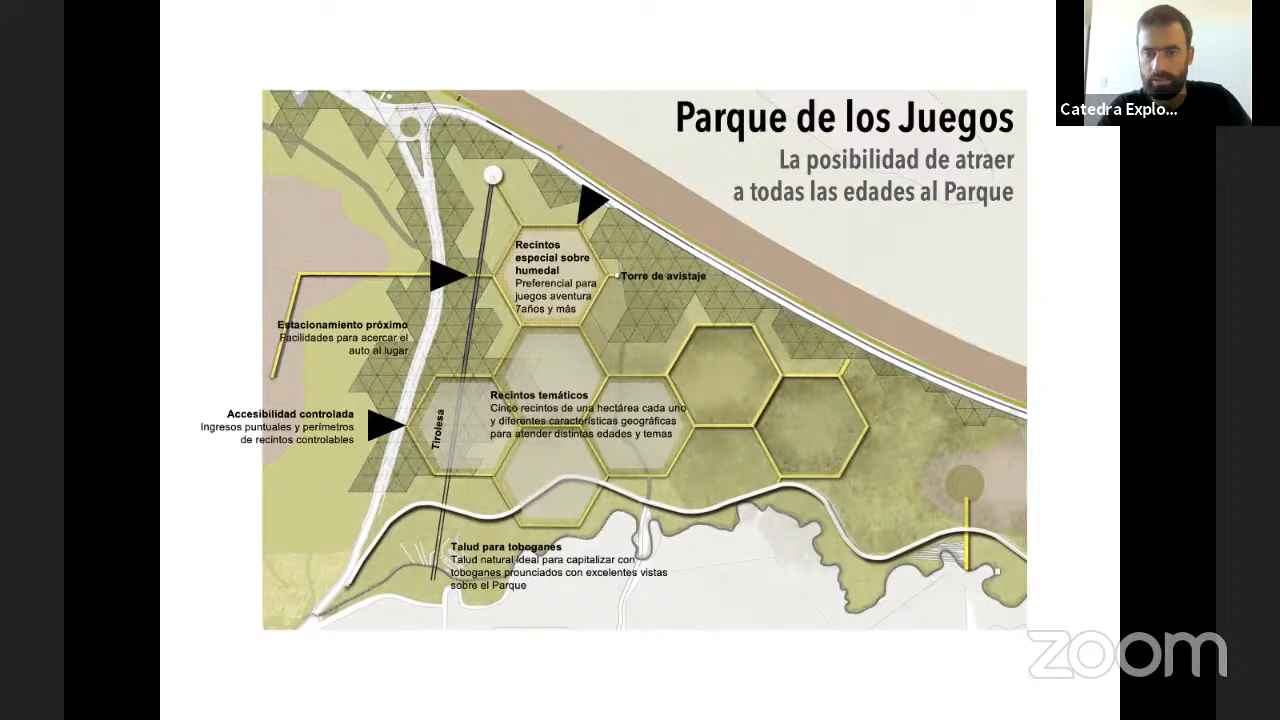 Parque de los Juegos
La posibilidad de atraer
a todas las edades al Parque
Catedra Explo...
Recintos
especial sobre
humedal
Preferencial para
juegos aventura
7años y más
Torre de avistaje
Estacionamiento próximo
Facilidades para acercar el
auto al lugar
Accesibilidad controlada
Ingresos puntuales y perímetros
de recintos controlables
Tirolesa
Recintos temáticos
Cinco recintos de una hectárea cada uno
y diferentes características geográficas
para atender distintas edades y temas
Talud para toboganes
Talud natural ideal para capitalizar con
toboganes prounciados con excelentes vistas
sobre el Parque
zoom